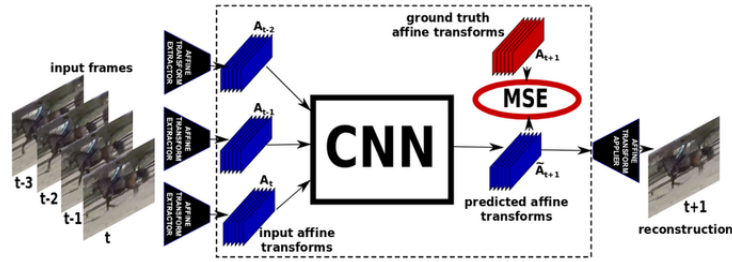 input frames
t-3
t-2
t-1
t
AFFINE
TRANSFORM
EXTRACTOR
AFFINE
TRANSFORM
EXTRACTOR
AFFINE
TRANSFORM
EXTRACTOR
A t-2
A t-1
A t
input affine
transforms
CNN
ground truth
affine transforms
A t+1
MSE
Ã t+1
predicted affine
transforms
AFFINE
TRANSFORM
APPLIER
t+1
reconstruction